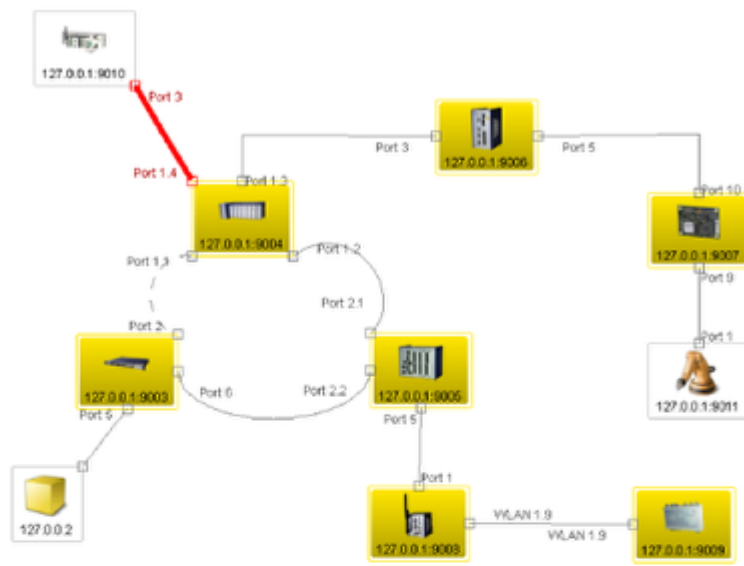 127.0.0.1:9010
Port 3
Port 3
127.0.0.1:9006
Port 5
Port 1.4
Port 1.3
Port 10
127.0.0.1:9004
127.0.0.1:9007
Port 1.1
Port 1.2
Port 9
Port 2.1
Port 2
Port 1
127.0.0.1:9003
Port 6
Port 2.2
127.0.0.1:9005
127.0.0.1:9011
Port 5
Port 5
Port 1
127.0.0.2
WLAN 1.9
WLAN 1.9
127.0.0.1:9008
127.0.0.1:9009